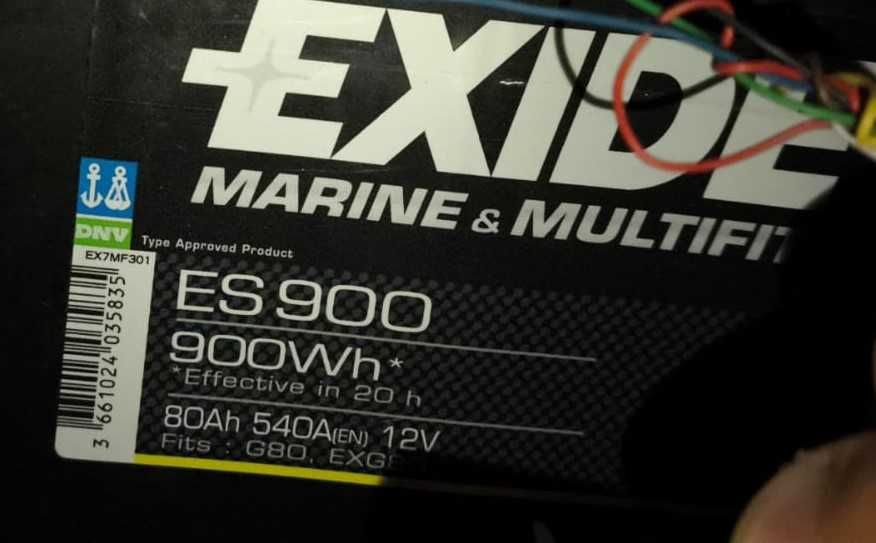 EXIDE
MARINE & MULTIFIT
DNV
Type Approved Product
EX7MF301
ES 900
900Wh*
*Effective in 20 h
80Ah 540A(EN) 12V
Fits : G80, EXG
3 661024 035835